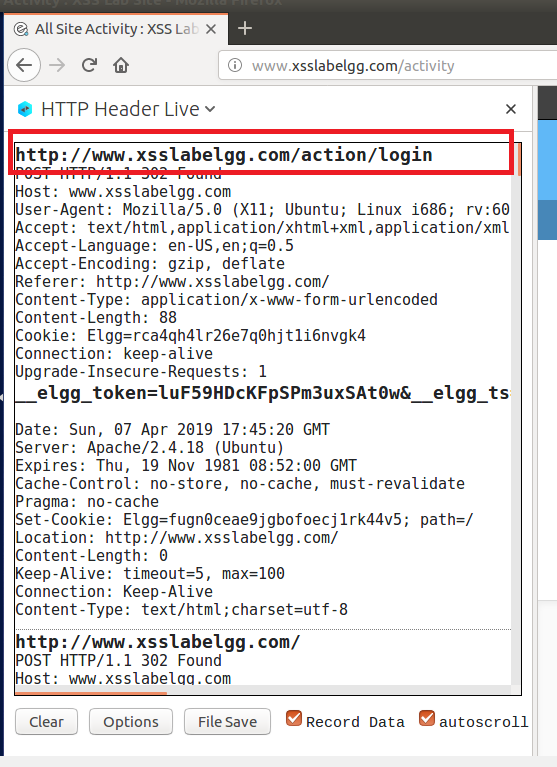 Activity : XSS Lab Site - Mozilla Firefox
All Site Activity : XSS Lab
www.xsslabelgg.com/activity
HTTP Header Live
http://www.xsslabelgg.com/action/login
POST HTTP/1.1 302 Found
Host: www.xsslabelgg.com
User-Agent: Mozilla/5.0 (X11; Ubuntu; Linux i686; rv:60
Accept: text/html,application/xhtml+xml,application/xml
Accept-Language: en-US,en;q=0.5
Accept-Encoding: gzip, deflate
Referer: http://www.xsslabelgg.com/
Content-Type: application/x-www-form-urlencoded
Content-Length: 88
Cookie: Elgg=rca4qh4lr26e7q0hjt1i6nvgk4
Connection: keep-alive
Upgrade-Insecure-Requests: 1
__elgg_token=luF59HDcKFpSPm3uxSAt0w&__elgg_ts=
Date: Sun, 07 Apr 2019 17:45:20 GMT
Server: Apache/2.4.18 (Ubuntu)
Expires: Thu, 19 Nov 1981 08:52:00 GMT
Cache-Control: no-store, no-cache, must-revalidate
Pragma: no-cache
Set-Cookie: Elgg=fugn0ceae9jgbofoecj1rk44v5; path=/
Location: http://www.xsslabelgg.com/
Content-Length: 0
Keep-Alive: timeout=5, max=100
Connection: Keep-Alive
Content-Type: text/html;charset=utf-8
http://www.xsslabelgg.com/
POST HTTP/1.1 302 Found
Host: www.xsslabelgg.com
Clear Options File Save Record Data autoscroll